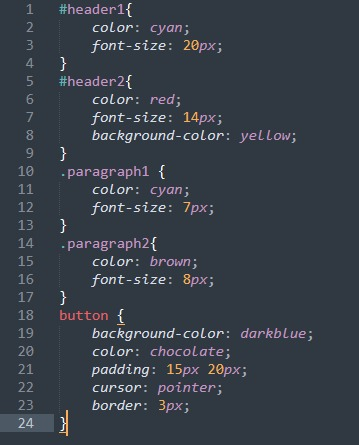 1 #header1{
2 color: cyan;
3 font-size: 20px;
4 }
5 #header2{
6 color: red;
7 font-size: 14px;
8 background-color: yellow;
9 }
10 .paragraph1 {
11 color: cyan;
12 font-size: 7px;
13 }
14 .paragraph2{
15 color: brown;
16 font-size: 8px;
17 }
18 button {
19 background-color: darkblue;
20 color: chocolate;
21 padding: 15px 20px;
22 cursor: pointer;
23 border: 3px;
24 }